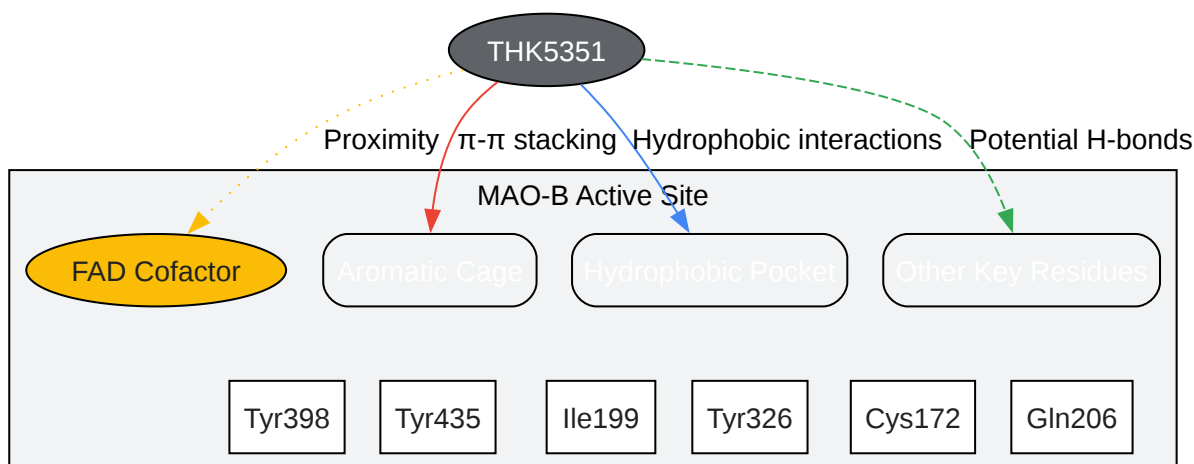 THK5351
Proximity
π-π stacking
Hydrophobic interactions
Potential H-bonds
MAO-B Active Site
FAD Cofactor
Aromatic Cage
Hydrophobic Pocket
Other Key Residues
Tyr398
Tyr435
Ile199
Tyr326
Cys172
Gln206